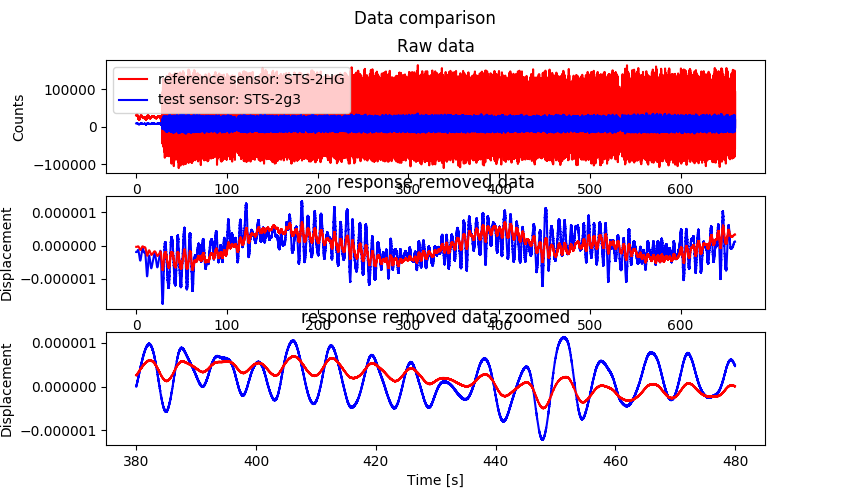 Data comparison
Raw data
reference sensor: STS-2HG
test sensor: STS-2g3
Counts
100000
0
−100000
0 100 200 300 400 500 600
response removed data
Displacement
0.000001
0.000000
−0.000001
0 100 200 300 400 500 600
response removed data zoomed
Displacement
0.000001
0.000000
−0.000001
380 400 420 440 460 480
Time [s]